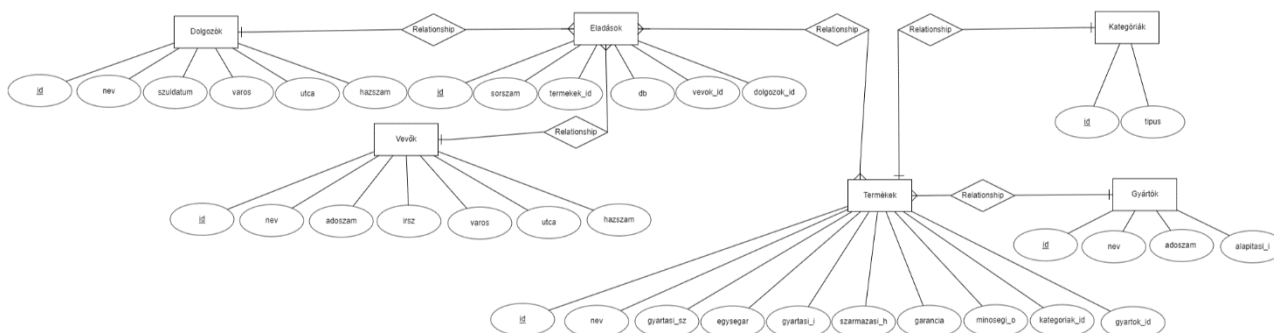 Dolgozók
Relationship
Eladások
Relationship
Relationship
Kategóriák
id
nev
szuldatum
varos
utca
hazszam
id
sorszam
termekek_id
db
vevok_id
dolgozok_id
id
tipus
Vevők
Relationship
id
nev
adoszam
irsz
varos
utca
hazszam
Termékek
Relationship
Gyártók
id
nev
adoszam
alapitasi_i
id
nev
gyartasi_sz
egysegar
gyartasi_i
szarmazasi_h
garancia
minosegi_o
kategoriak_id
gyartok_id